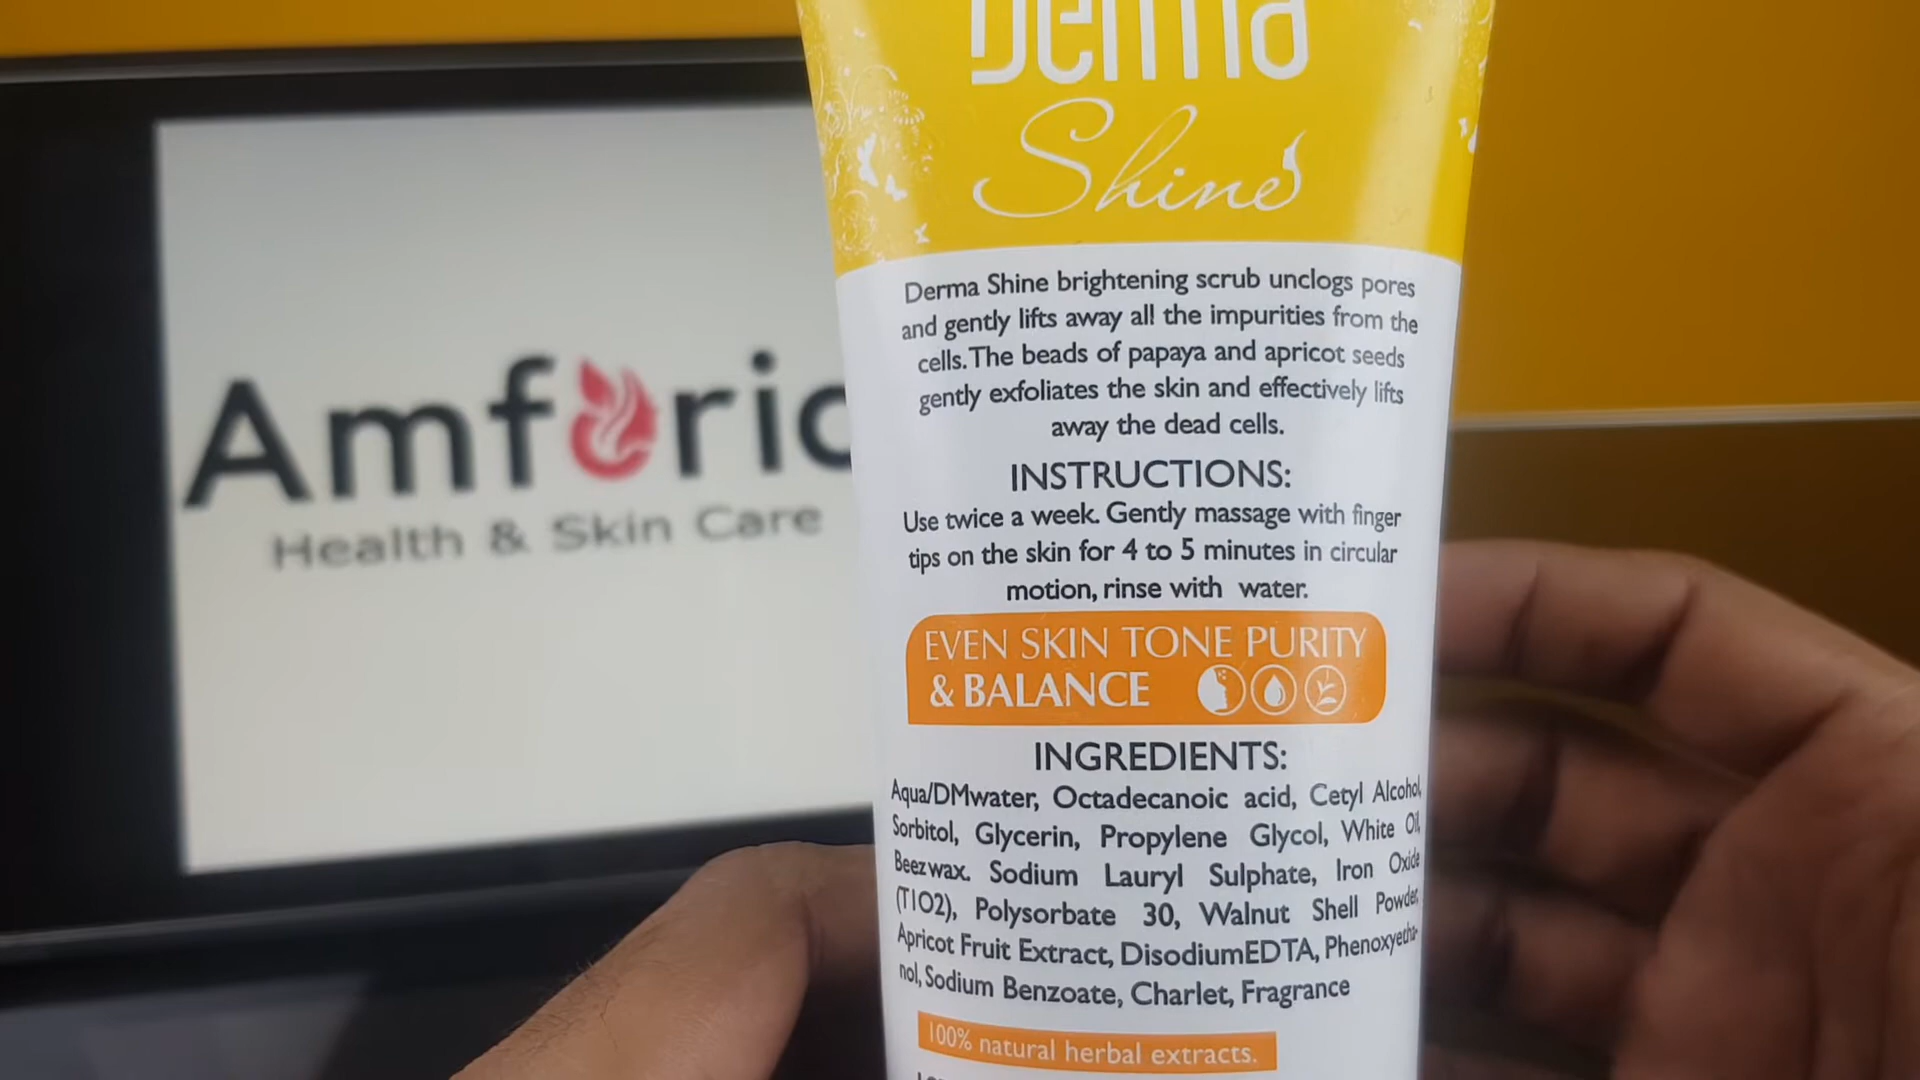 Derma
Shine
Amforic
Health & Skin Care
Derma Shine brightening scrub unclogs pores
and gently lifts away all the impurities from the
cells. The beads of papaya and apricot seeds
gently exfoliates the skin and effectively lifts
away the dead cells.
INSTRUCTIONS:
Use twice a week. Gently massage with finger
tips on the skin for 4 to 5 minutes in circular
motion, rinse with water.
EVEN SKIN TONE PURITY
& BALANCE
INGREDIENTS:
Aqua/DMwater, Octadecanoic acid, Cetyl Alcohol,
Sorbitol, Glycerin, Propylene Glycol, White Oil,
Beezwax. Sodium Lauryl Sulphate, Iron Oxide
(TIO2), Polysorbate 30, Walnut Shell Powder,
Apricot Fruit Extract, DisodiumEDTA, Phenoxyetha-
nol, Sodium Benzoate, Charlet, Fragrance
100% natural herbal extracts.